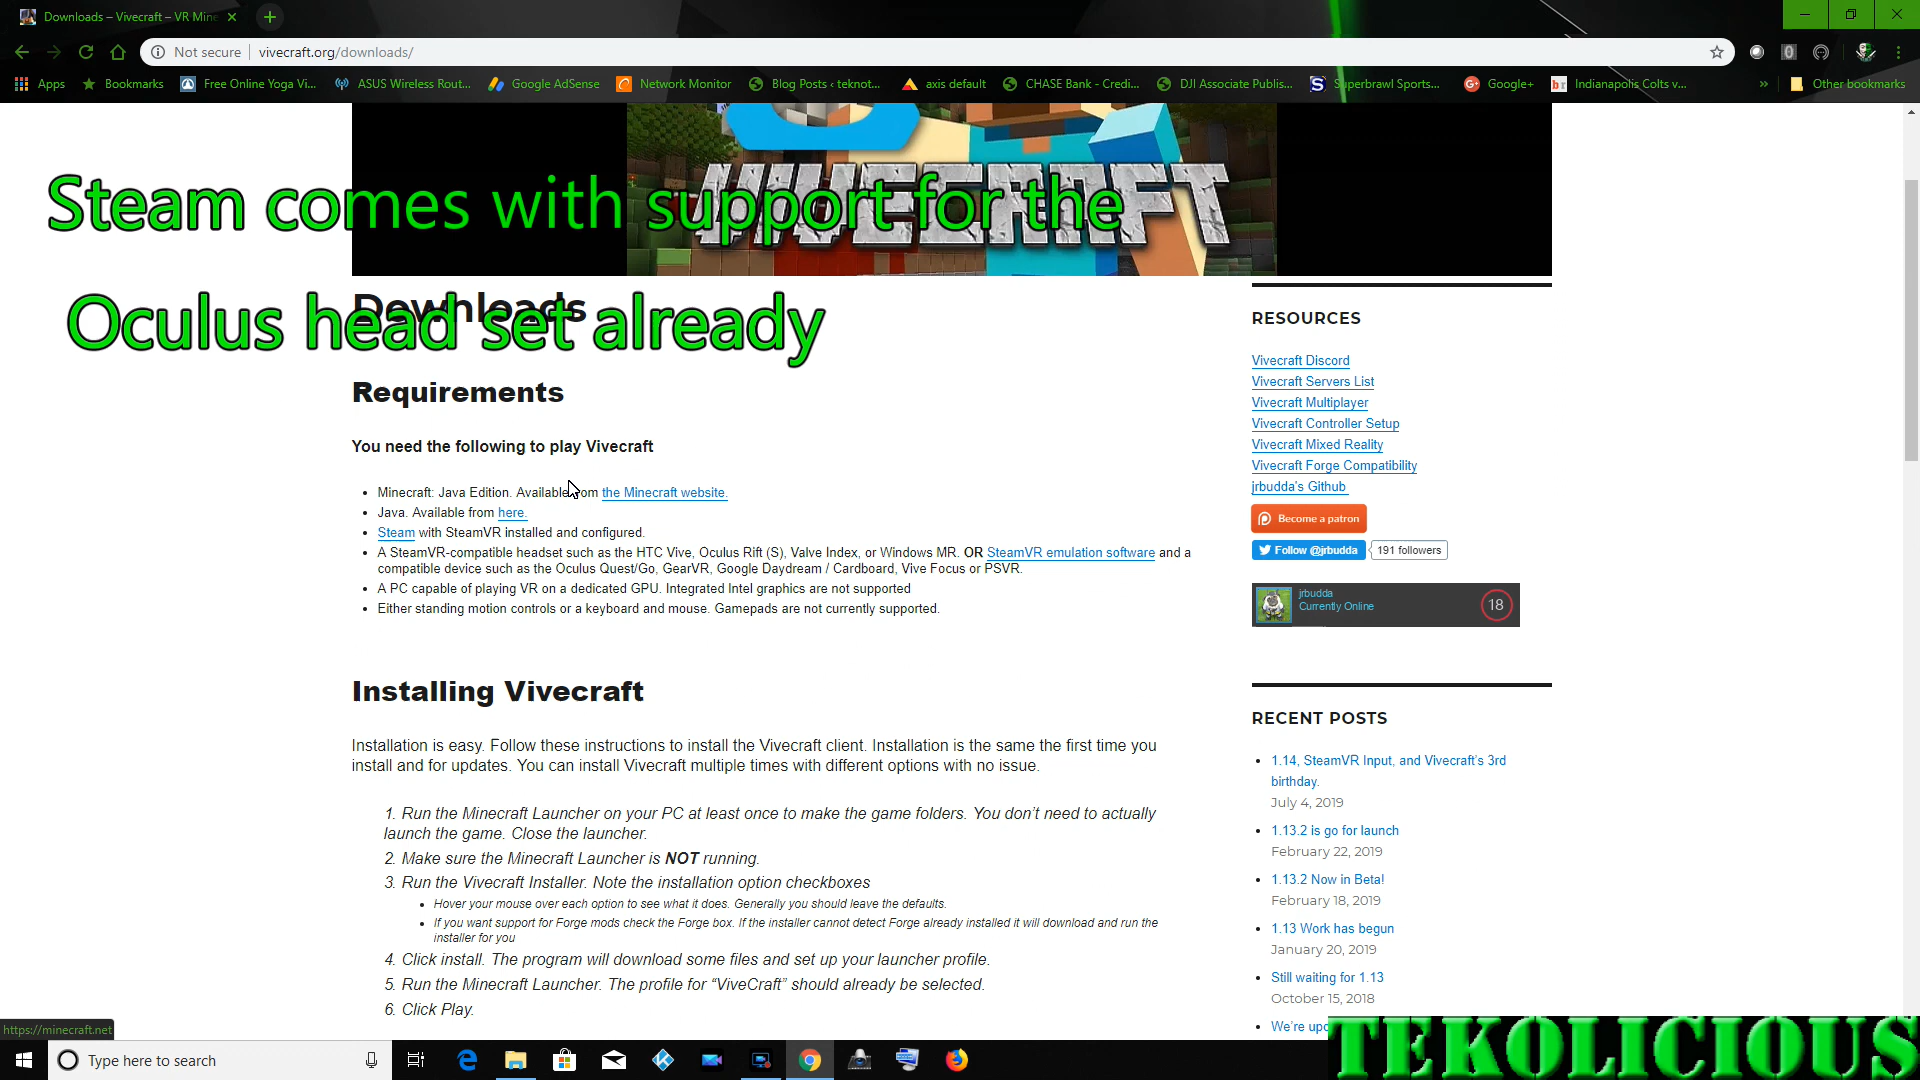 Downloads – Vivecraft – VR Mine
Not secure
vivecraft.org/downloads/
Apps
Bookmarks
Free Online Yoga Vi...
ASUS Wireless Rout...
Google AdSense
Network Monitor
Blog Posts ‹ teknot...
axis default
CHASE Bank - Credi...
DJI Associate Publis...
Superbrawl Sports...
Google+
Indianapolis Colts v...
»
Other bookmarks
VIVECRAFT
Steam comes with support for the
Oculus head set already
Downloads
Requirements
You need the following to play Vivecraft
Minecraft: Java Edition. Available from the Minecraft website.
Java. Available from here.
Steam with SteamVR installed and configured.
A SteamVR-compatible headset such as the HTC Vive, Oculus Rift (S), Valve Index, or Windows MR. OR SteamVR emulation software and a
compatible device such as the Oculus Quest/Go, GearVR, Google Daydream / Cardboard, Vive Focus or PSVR.
A PC capable of playing VR on a dedicated GPU. Integrated Intel graphics are not supported
Either standing motion controls or a keyboard and mouse. Gamepads are not currently supported.
Installing Vivecraft
Installation is easy. Follow these instructions to install the Vivecraft client. Installation is the same the first time you
install and for updates. You can install Vivecraft multiple times with different options with no issue.
1. Run the Minecraft Launcher on your PC at least once to make the game folders. You don't need to actually
launch the game. Close the launcher.
2. Make sure the Minecraft Launcher is NOT running.
3. Run the Vivecraft Installer. Note the installation option checkboxes
Hover your mouse over each option to see what it does. Generally you should leave the defaults.
If you want support for Forge mods check the Forge box. If the installer cannot detect Forge already installed it will download and run the
installer for you
4. Click install. The program will download some files and set up your launcher profile.
5. Run the Minecraft Launcher. The profile for “ViveCraft” should already be selected.
6. Click Play.
RESOURCES
Vivecraft Discord
Vivecraft Servers List
Vivecraft Multiplayer
Vivecraft Controller Setup
Vivecraft Mixed Reality
Vivecraft Forge Compatibility
jrbudda's Github
Become a patron
Follow @jrbudda
191 followers
jrbudda
Currently Online
18
RECENT POSTS
1.14, SteamVR Input, and Vivecraft's 3rd
birthday.
July 4, 2019
1.13.2 is go for launch
February 22, 2019
1.13.2 Now in Beta!
February 18, 2019
1.13 Work has begun
January 20, 2019
Still waiting for 1.13
October 15, 2018
We're upd
https://minecraft.net
Type here to search
TEKOLICIOUS